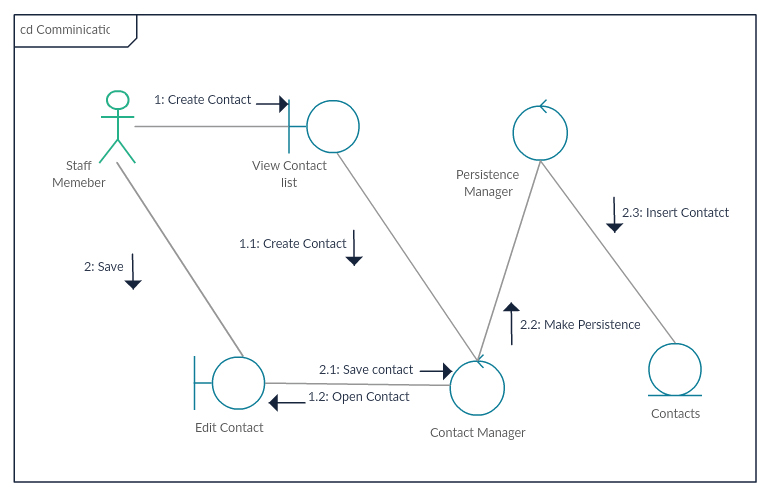 cd Comminicatic
1: Create Contact
Staff
Memeber
View Contact
list
Persistence
Manager
2.3: Insert Contatct
1.1: Create Contact
2: Save
2.2: Make Persistence
2.1: Save contact
1.2: Open Contact
Edit Contact
Contact Manager
Contacts